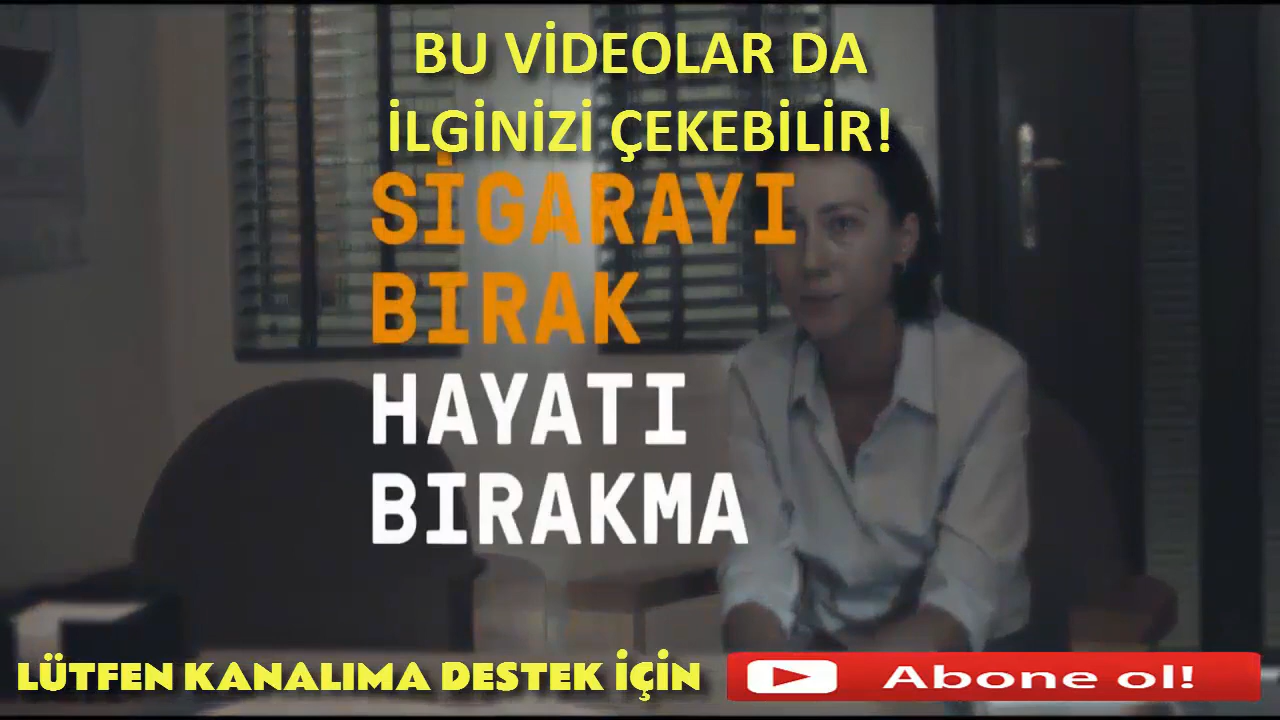 BU VİDEOLAR DA
İLGİNİZİ ÇEKEBİLİR!
SİGARAYI
BIRAK
HAYATI
BIRAKMA
LÜTFEN KANALIMA DESTEK İÇİN
Abone ol!